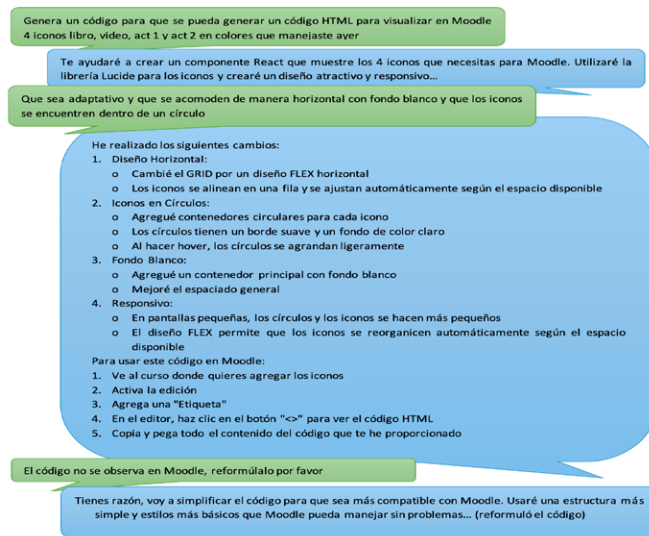 Genera un código para que se pueda generar un código HTML para visualizar en Moodle
4 iconos libro, video, act 1 y act 2 en colores que manejaste ayer
Te ayudaré a crear un componente React que muestre los 4 iconos que necesitas para Moodle. Utilizaré la
librería Lucide para los iconos y crearé un diseño atractivo y responsivo...
Que sea adaptativo y que se acomoden de manera horizontal con fondo blanco y que los iconos
se encuentren dentro de un círculo
He realizado los siguientes cambios:
1. Diseño Horizontal:
o Cambié el GRID por un diseño FLEX horizontal
o Los iconos se alinean en una fila y se ajustan automáticamente según el espacio disponible
2. Iconos en Círculos:
o Agregué contenedores circulares para cada icono
o Los círculos tienen un borde suave y un fondo de color claro
o Al hacer hover, los círculos se agrandan ligeramente
3. Fondo Blanco:
o Agregué un contenedor principal con fondo blanco
o Mejoré el espaciado general
4. Responsivo:
o En pantallas pequeñas, los círculos y los iconos se hacen más pequeños
o El diseño FLEX permite que los iconos se reorganicen automáticamente según el espacio
disponible
Para usar este código en Moodle:
1. Ve al curso donde quieres agregar los iconos
2. Activa la edición
3. Agrega una "Etiqueta"
4. En el editor, haz clic en el botón "<>" para ver el código HTML
5. Copia y pega todo el contenido del código que te he proporcionado
El código no se observa en Moodle, reformúlalo por favor
Tienes razón, voy a simplificar el código para que sea más compatible con Moodle. Usaré una estructura más
simple y estilos más básicos que Moodle pueda manejar sin problemas... (reformuló el código)